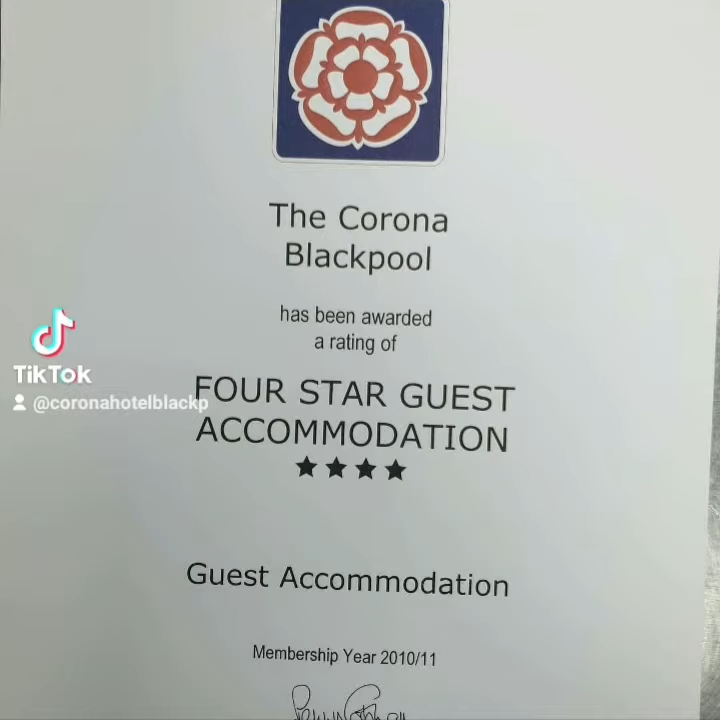 The Corona
Blackpool
has been awarded
a rating of
TikTok
@coronahotelblackp
FOUR STAR GUEST
ACCOMMODATION
★★★★
Guest Accommodation
Membership Year 2010/11